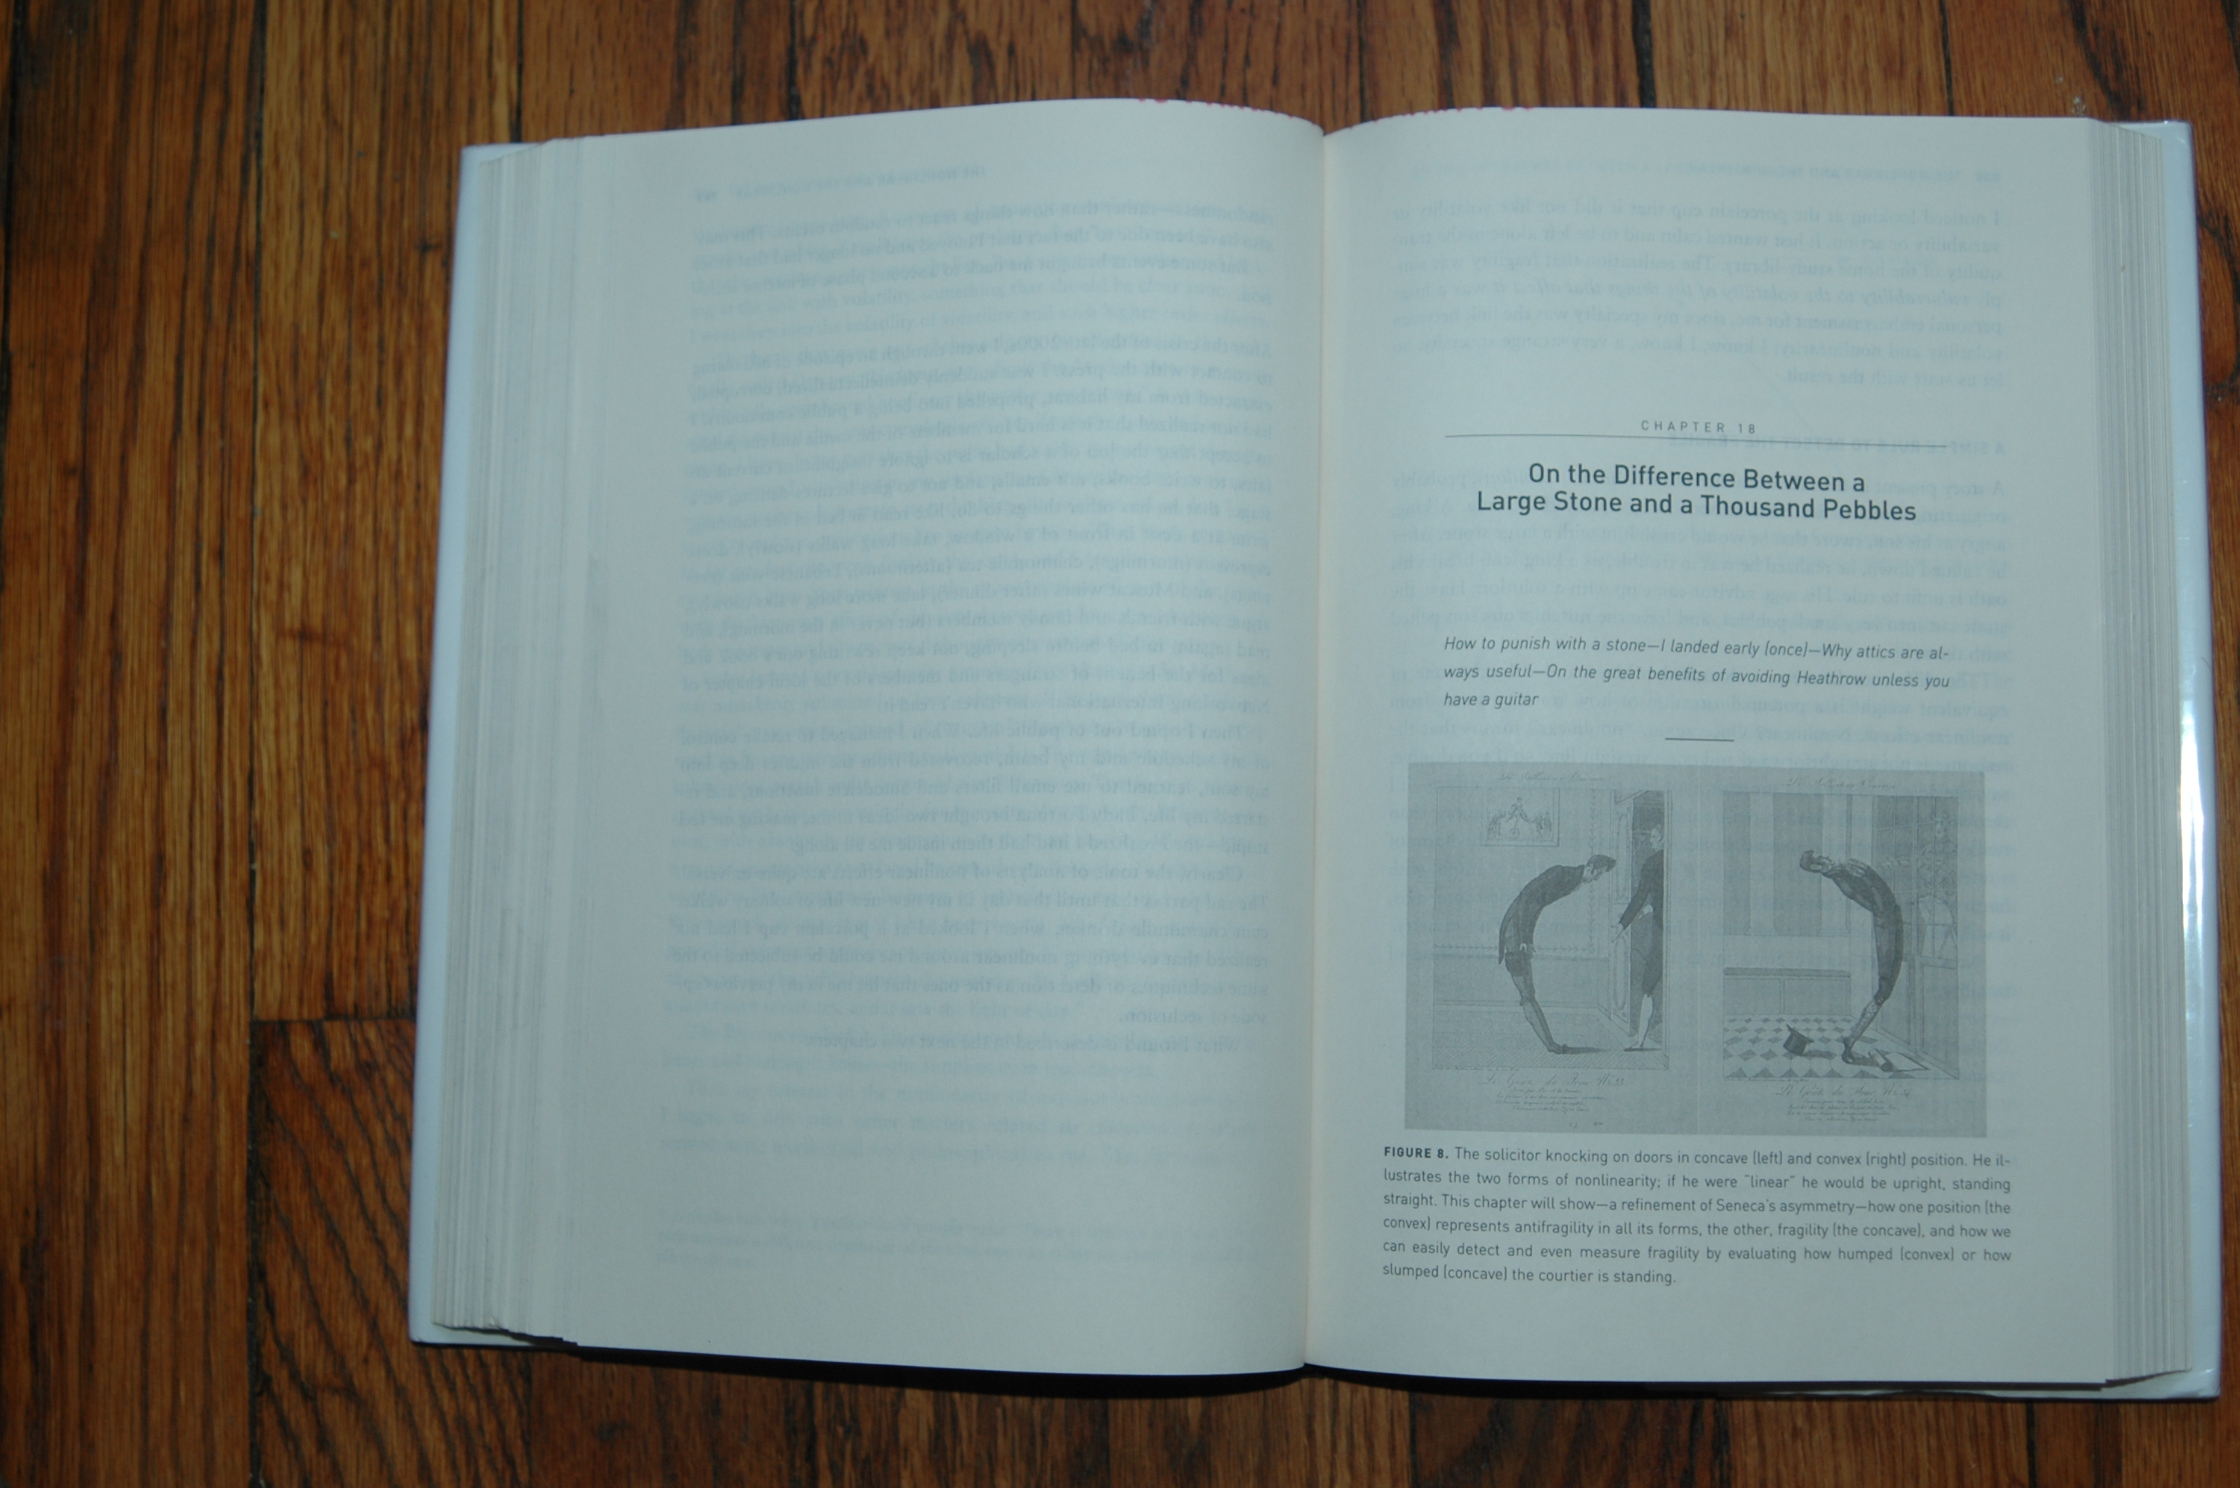 CHAPTER 18
On the Difference Between a
Large Stone and a Thousand Pebbles
How to punish with a stone—I landed early (once)—Why attics are al-
ways useful—On the great benefits of avoiding Heathrow unless you
have a guitar
FIGURE 8. The solicitor knocking on doors in concave (left) and convex (right) position. He il-
lustrates the two forms of nonlinearity; if he were "linear" he would be upright, standing
straight. This chapter will show—a refinement of Seneca's asymmetry—how one position (the
convex) represents antifragility in all its forms, the other, fragility (the concave), and how we
can easily detect and even measure fragility by evaluating how humped (convex) or how
slumped (concave) the courtier is standing.